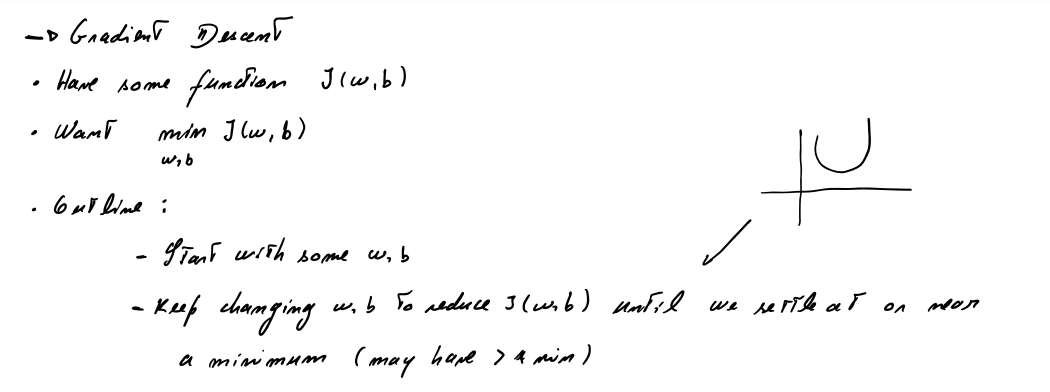 → Gradient Descent
• Have some function J(w,b)
• Want min J(w,b)
w,b
• Outline:
- Start with some w, b
- Keep changing w, b to reduce J(w,b) until we settle at or near
a minimum (may have > 1 min)